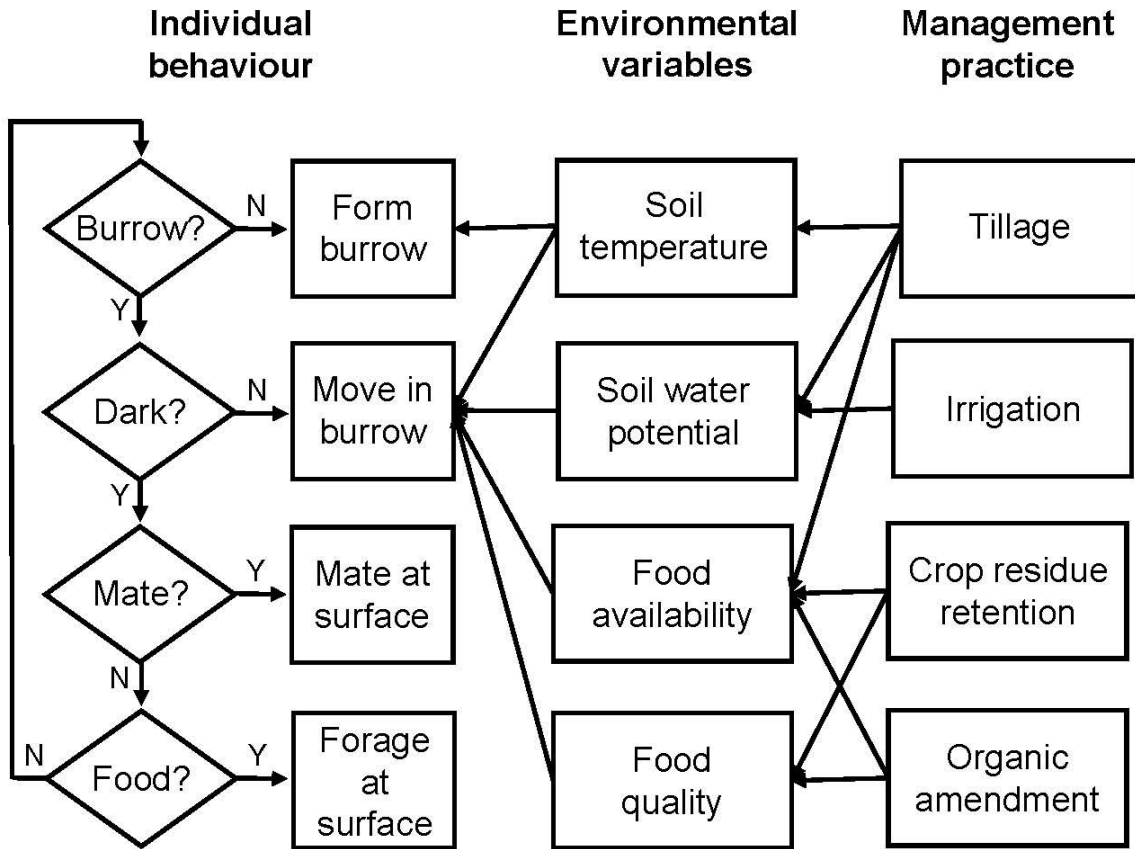 Individual
behaviour
Environmental
variables
Management
practice
Burrow?
N
Form
burrow
Soil
temperature
Tillage
Y
Dark?
N
Move in
burrow
Soil water
potential
Irrigation
Y
Mate?
Y
Mate at
surface
Food
availability
Crop residue
retention
N
N
Food?
Y
Forage
at
surface
Food
quality
Organic
amendment